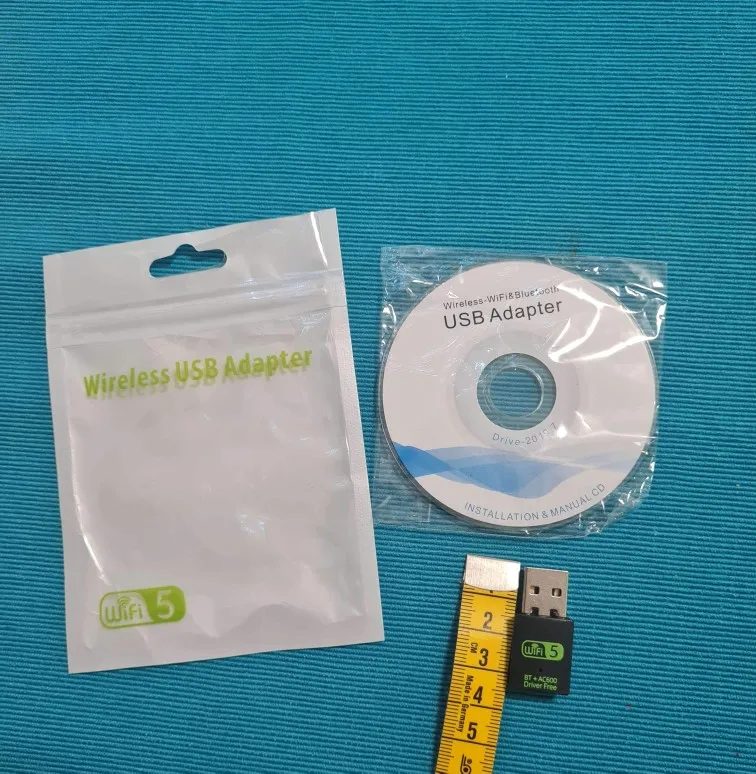 Wireless USB Adapter
WiFi 5
Wireless-WiFi&Bluetooth
USB Adapter
INSTALLATION & MANUAL CD
2
CM
3
Made in Germany
4
5
WiFi 5
BT + AC600
Driver Free